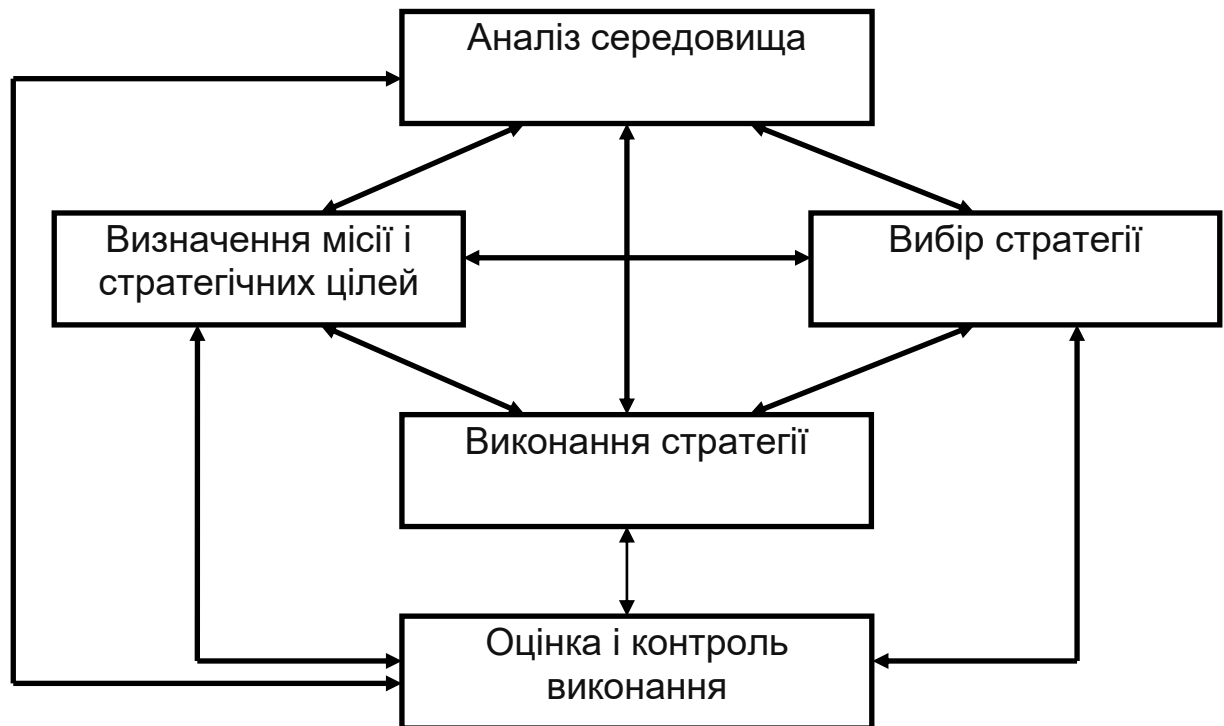 Аналіз середовища
Визначення місії і
стратегічних цілей
Вибір стратегії
Виконання стратегії
Оцінка і контроль
виконання